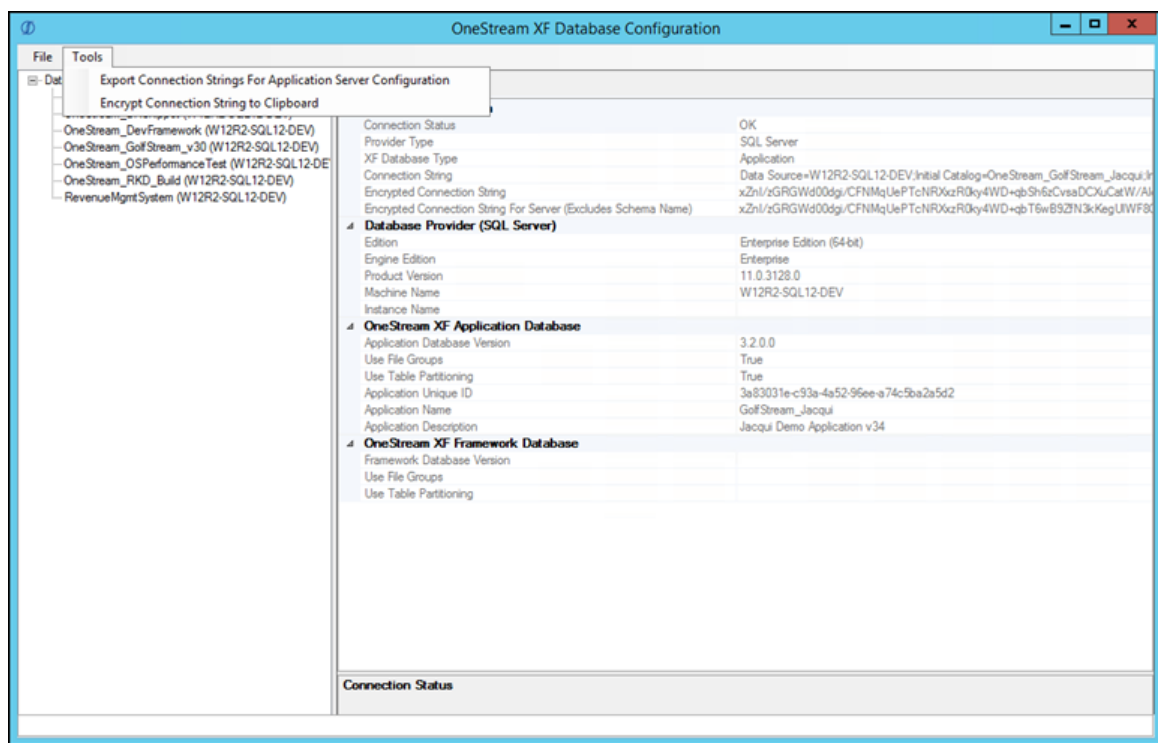 OneStream XF Database Configuration
File Tools
Export Connection Strings For Application Server Configuration
Encrypt Connection String to Clipboard
OneStream_DevFramework (W12R2-SQL12-DEV)
OneStream_GolfStream_v30 (W12R2-SQL12-DEV)
OneStream_OSPerformanceTest (W12R2-SQL12-DE
OneStream_RKD_Build (W12R2-SQL12-DEV)
RevenueMgmtSystem (W12R2-SQL12-DEV)
Connection Status OK
Provider Type SQL Server
XF Database Type Application
Connection String Data Source=W12R2-SQL12-DEV;Initial Catalog=OneStream_GolfStream_Jacqui;
Encrypted Connection String
Encrypted Connection String For Server (Excludes Schema Name)
Database Provider (SQL Server)
Edition Enterprise Edition (64-bit)
Engine Edition Enterprise
Product Version 11.0.3128.0
Machine Name W12R2-SQL12-DEV
Instance Name
OneStream XF Application Database
Application Database Version 3.2.0.0
Use File Groups True
Use Table Partitioning True
Application Unique ID 3a83031e-c93a-4a52-96ee-a74c5ba2a5d2
Application Name GolfStream_Jacqui
Application Description Jacqui Demo Application v34
OneStream XF Framework Database
Framework Database Version
Use File Groups
Use Table Partitioning
Connection Status